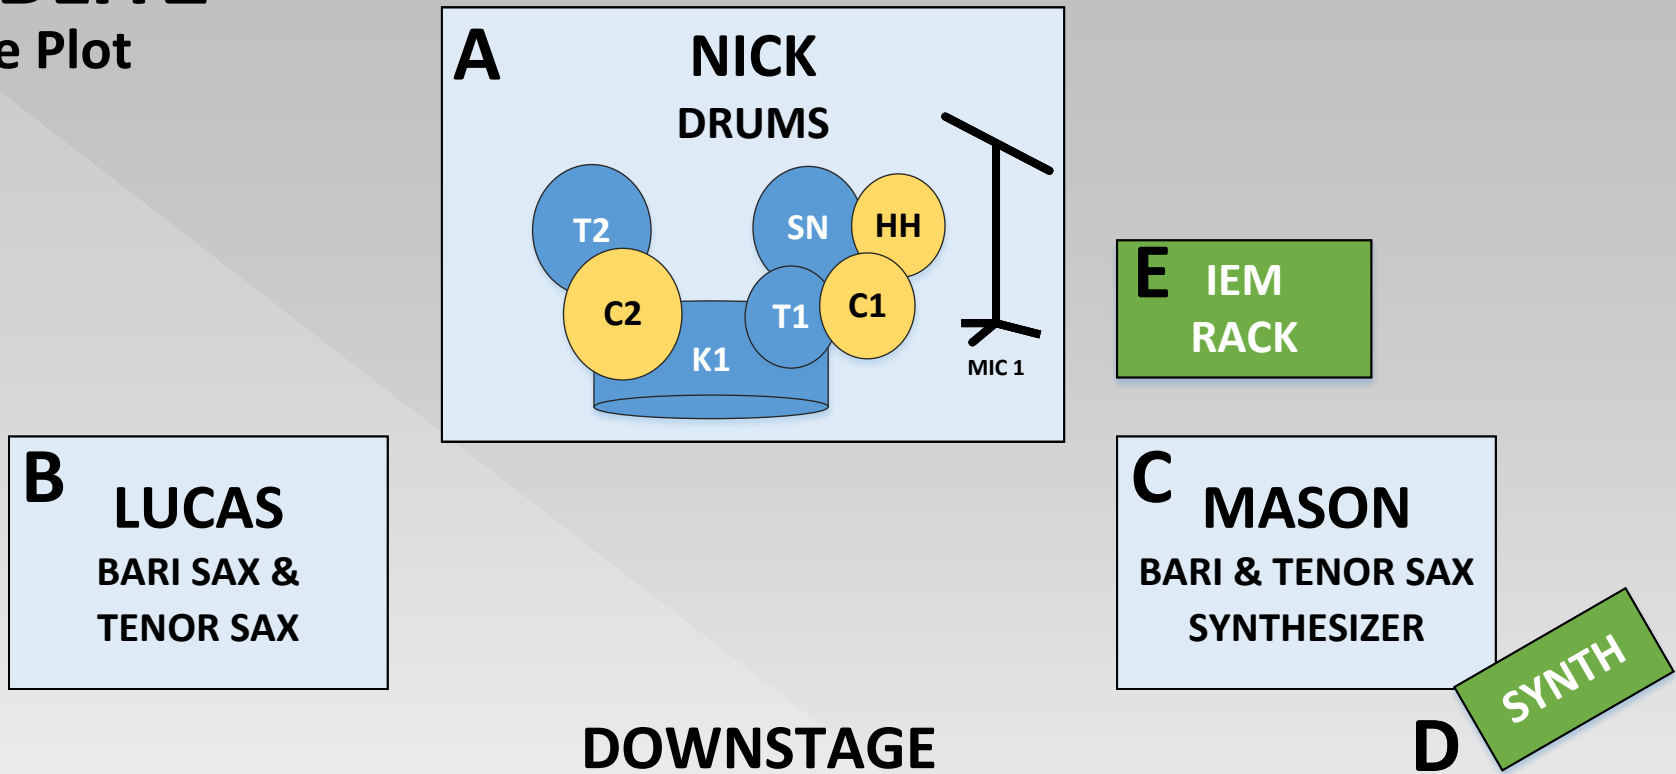 e Plot
A
NICK
DRUMS
T2
SN
HH
C2
T1
C1
K1
MIC 1
E
IEM
RACK
B
LUCAS
BARI SAX &
TENOR SAX
C
MASON
BARI & TENOR SAX
SYNTHESIZER
SYNTH
D
DOWNSTAGE